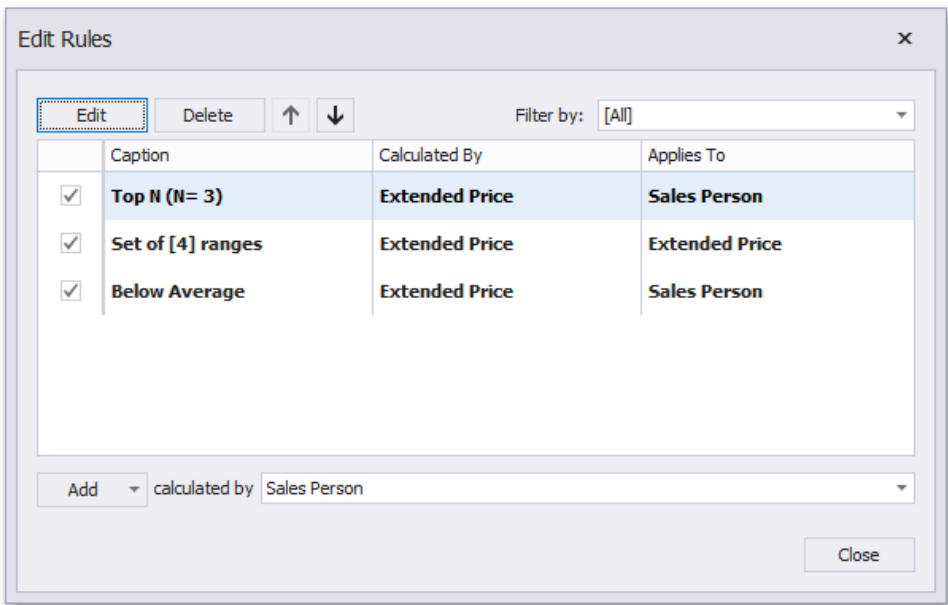 Edit Rules
Edit Delete Filter by: [All]
Caption Calculated By Applies To
Top N (N= 3) Extended Price Sales Person
Set of [4] ranges Extended Price Extended Price
Below Average Extended Price Sales Person
Add calculated by Sales Person
Close